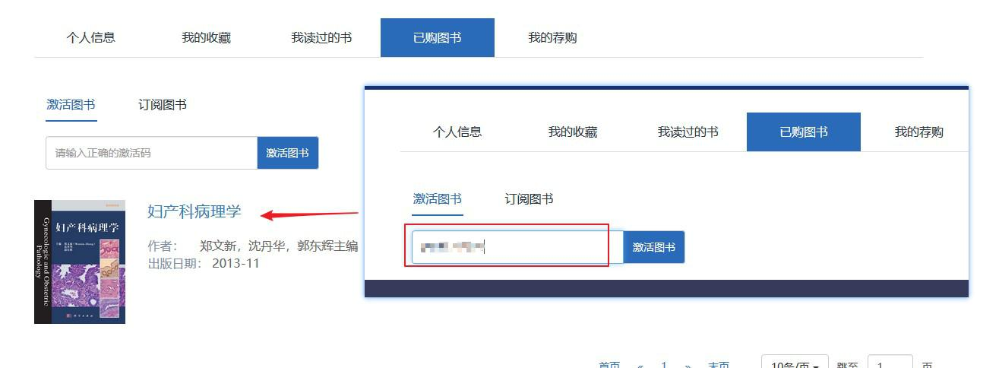 个人信息 我的收藏 我读过的书 已购图书 我的荐购
激活图书 订阅图书
请输入正确的激活码 激活图书
妇产科病理学
作者： 郑文新，沈丹华，郭东辉主编
出版日期： 2013-11
妇产科病理学
Gynecologic and Obstetric
Pathology
个人信息 我的收藏 我读过的书 已购图书 我的荐购
激活图书 订阅图书
激活图书
首页 « 1 » 末页 10条/页 跳至 1 页